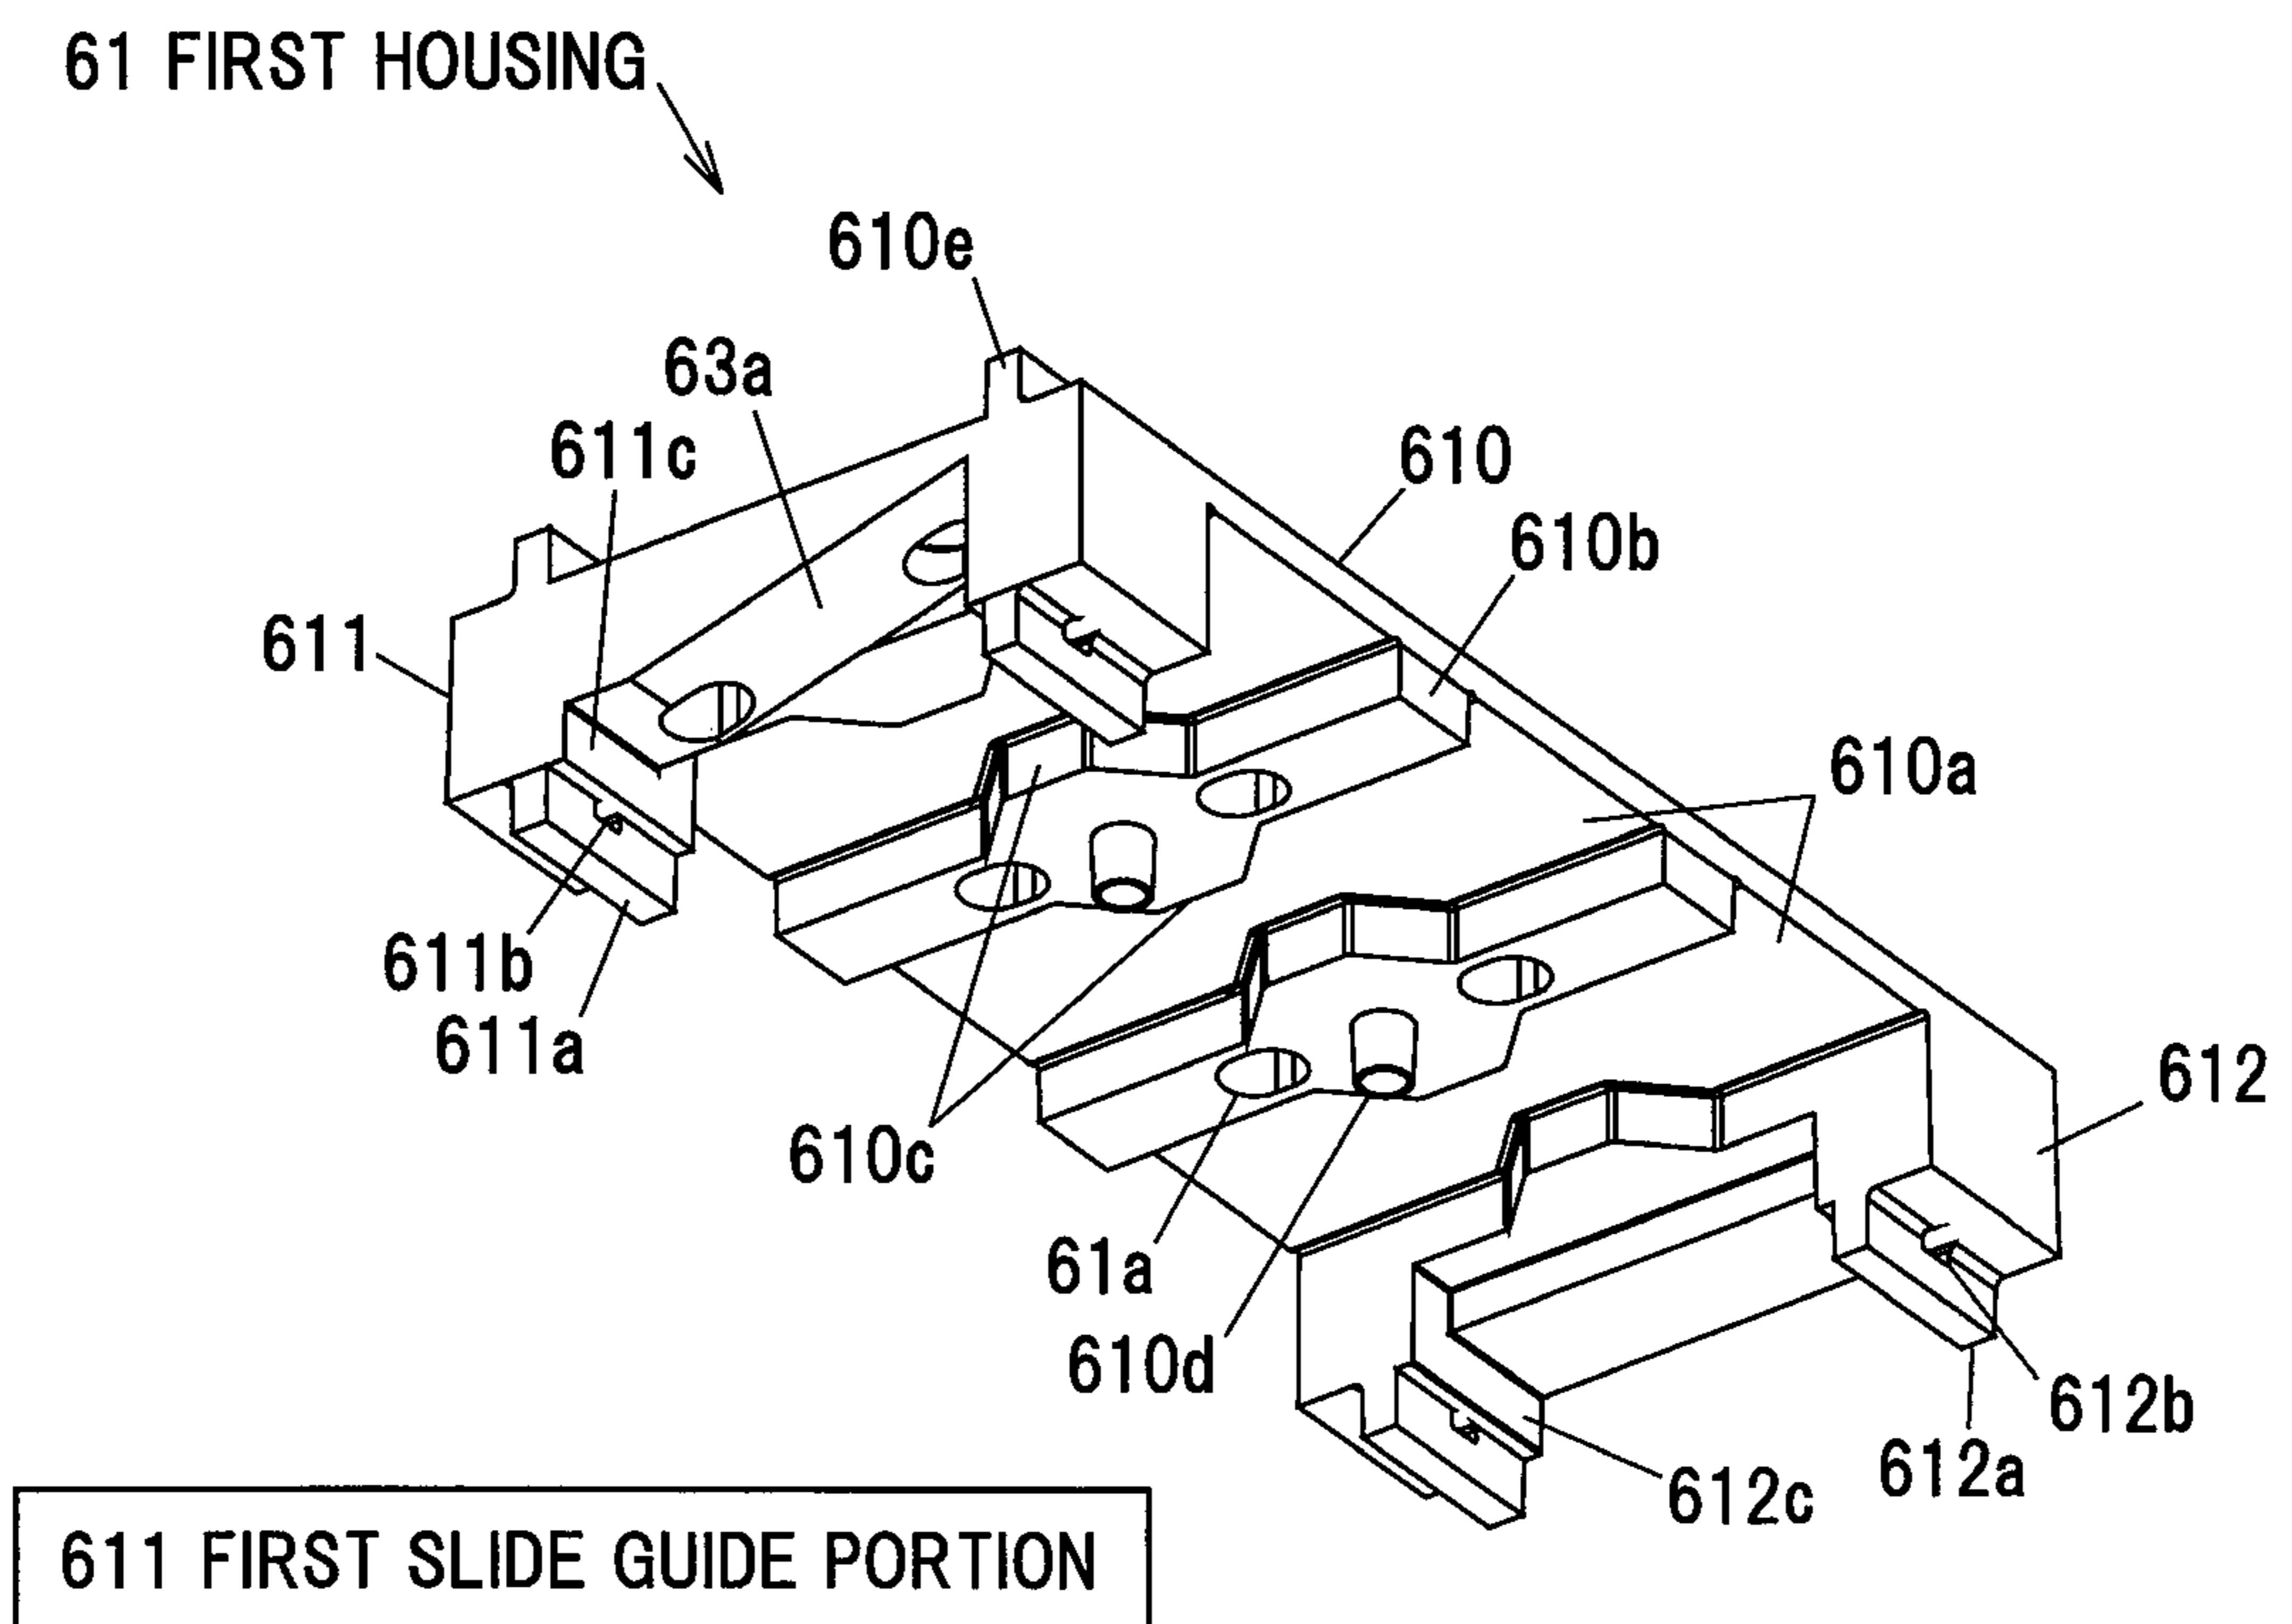 61 FIRST HOUSING
610e
63a
611c
610
610b
611
610a
611b
611a
612
610c
61a
610d
612b
612a
612c
611 FIRST SLIDE GUIDE PORTION